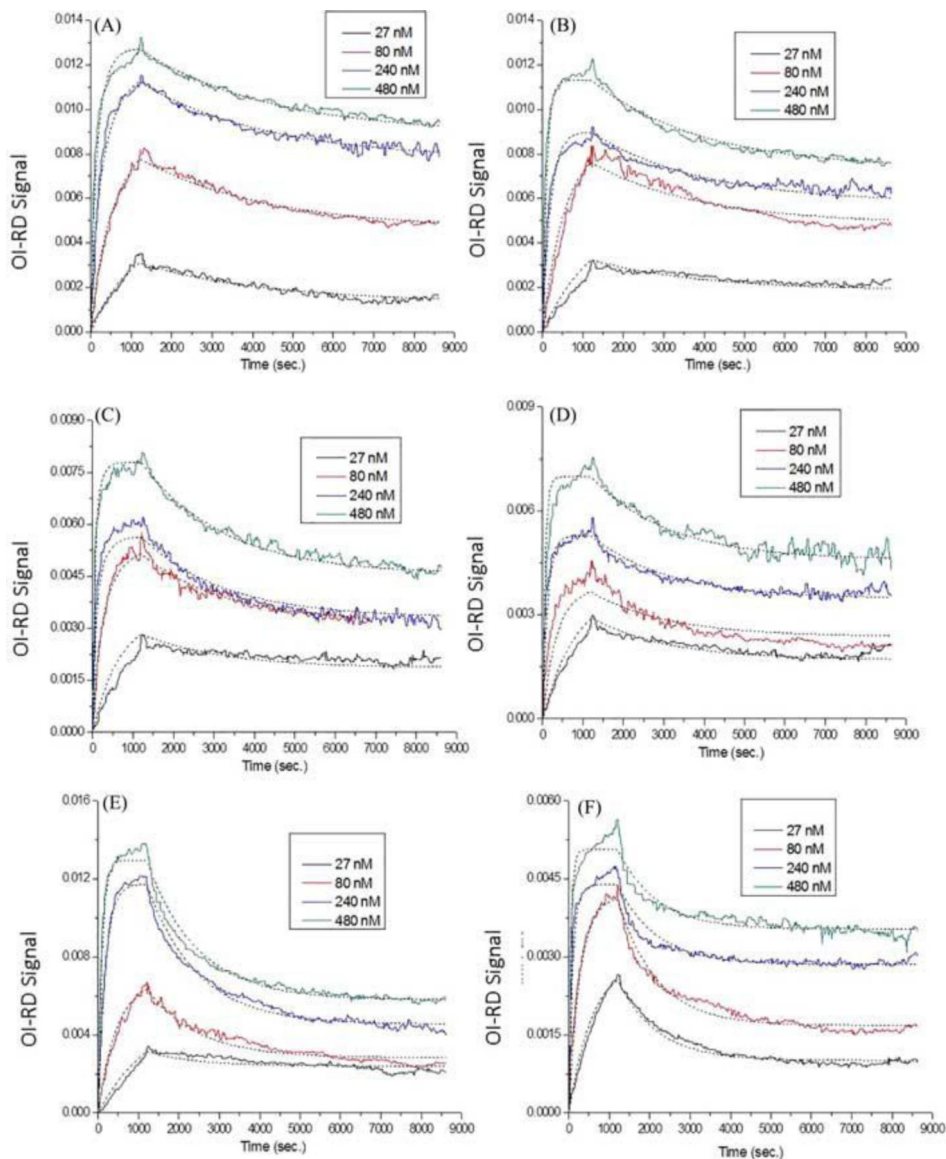 (A)
27 nM
80 nM
240 nM
480 nM
OI-RD Signal
0.014
0.012
0.010
0.008
0.006
0.004
0.002
0.000
0 1000 2000 3000 4000 5000 6000 7000 8000 9000
Time (sec.)
(B)
27 nM
80 nM
240 nM
480 nM
OI-RD Signal
0.014
0.012
0.010
0.008
0.006
0.004
0.002
0.000
0 1000 2000 3000 4000 5000 6000 7000 8000 9000
Time (sec.)
(C)
27 nM
80 nM
240 nM
480 nM
OI-RD Signal
0.0090
0.0075
0.0060
0.0045
0.0030
0.0015
0.0000
0 1000 2000 3000 4000 5000 6000 7000 8000 9000
Time (sec.)
(D)
27 nM
80 nM
240 nM
480 nM
OI-RD Signal
0.009
0.006
0.003
0.000
0 1000 2000 3000 4000 5000 6000 7000 8000 9000
Time (sec.)
(E)
27 nM
80 nM
240 nM
480 nM
OI-RD Signal
0.016
0.012
0.008
0.004
0.000
0 1000 2000 3000 4000 5000 6000 7000 8000 9000
Time (sec.)
(F)
27 nM
80 nM
240 nM
480 nM
OI-RD Signal
0.0060
0.0045
0.0030
0.0015
0.0000
0 1000 2000 3000 4000 5000 6000 7000 8000 9000
Time (sec.)